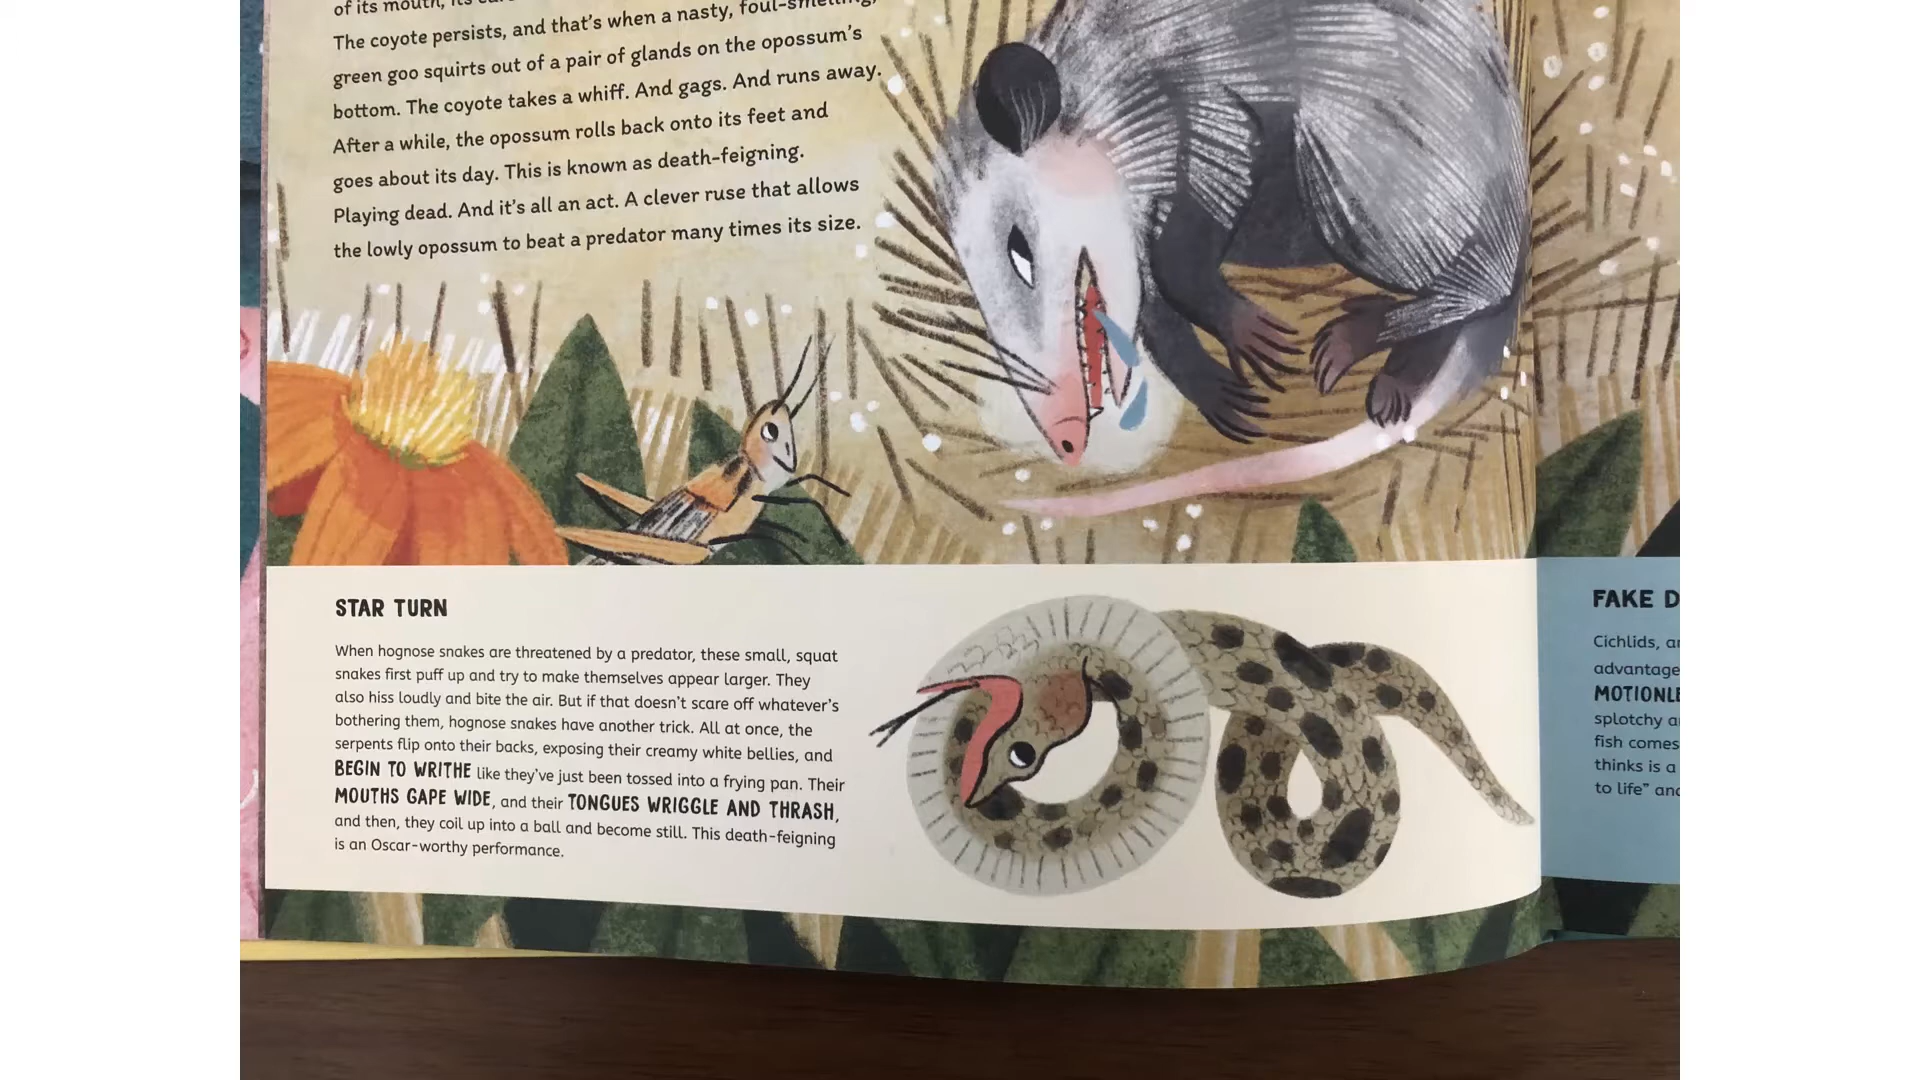 of its mouth, its
The coyote persists, and that's when a nasty, foul-smelling,
green goo squirts out of a pair of glands on the opossum's
bottom. The coyote takes a whiff. And gags. And runs away.
After a while, the opossum rolls back onto its feet and
goes about its day. This is known as death-feigning.
Playing dead. And it's all an act. A clever ruse that allows
the lowly opossum to beat a predator many times its size.
STAR TURN
When hognose snakes are threatened by a predator, these small, squat
snakes first puff up and try to make themselves appear larger. They
also hiss loudly and bite the air. But if that doesn't scare off whatever's
bothering them, hognose snakes have another trick. All at once, the
serpents flip onto their backs, exposing their creamy white bellies, and
BEGIN TO WRITHE like they've just been tossed into a frying pan. Their
MOUTHS GAPE WIDE, and their TONGUES WRIGGLE AND THRASH,
and then, they coil up into a ball and become still. This death-feigning
is an Oscar-worthy performance.
FAKE D
Cichlids, a
advantage
MOTIONLE
splotchy a
fish comes
thinks is a
to life" and